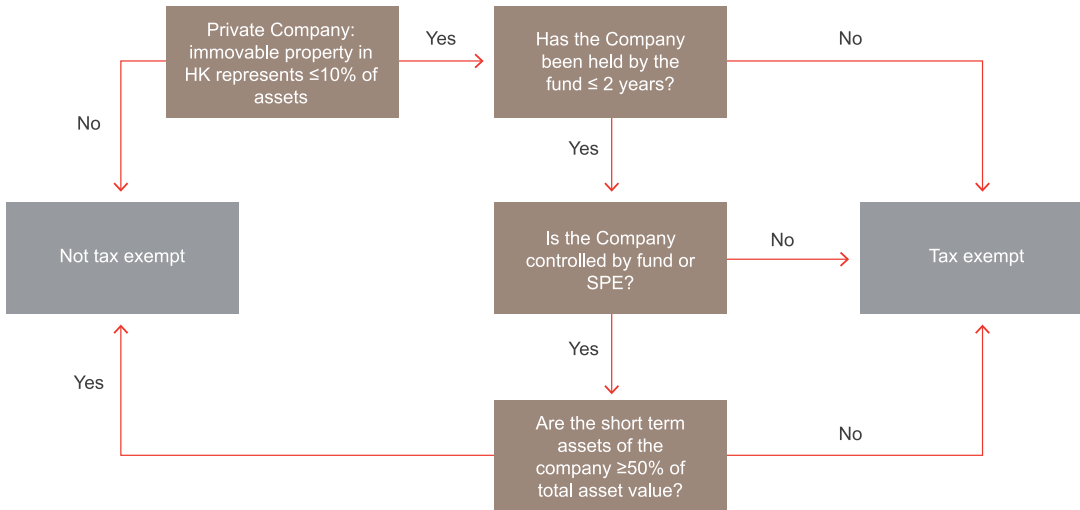 Private Company:
immovable property in
HK represents ≤10% of
assets
Yes
Has the Company
been held by the
fund ≤ 2 years?
No
No
Yes
Not tax exempt
Is the Company
controlled by fund or
SPE?
No
Tax exempt
Yes
Yes
Are the short term
assets of the
company ≥50% of
total asset value?
No